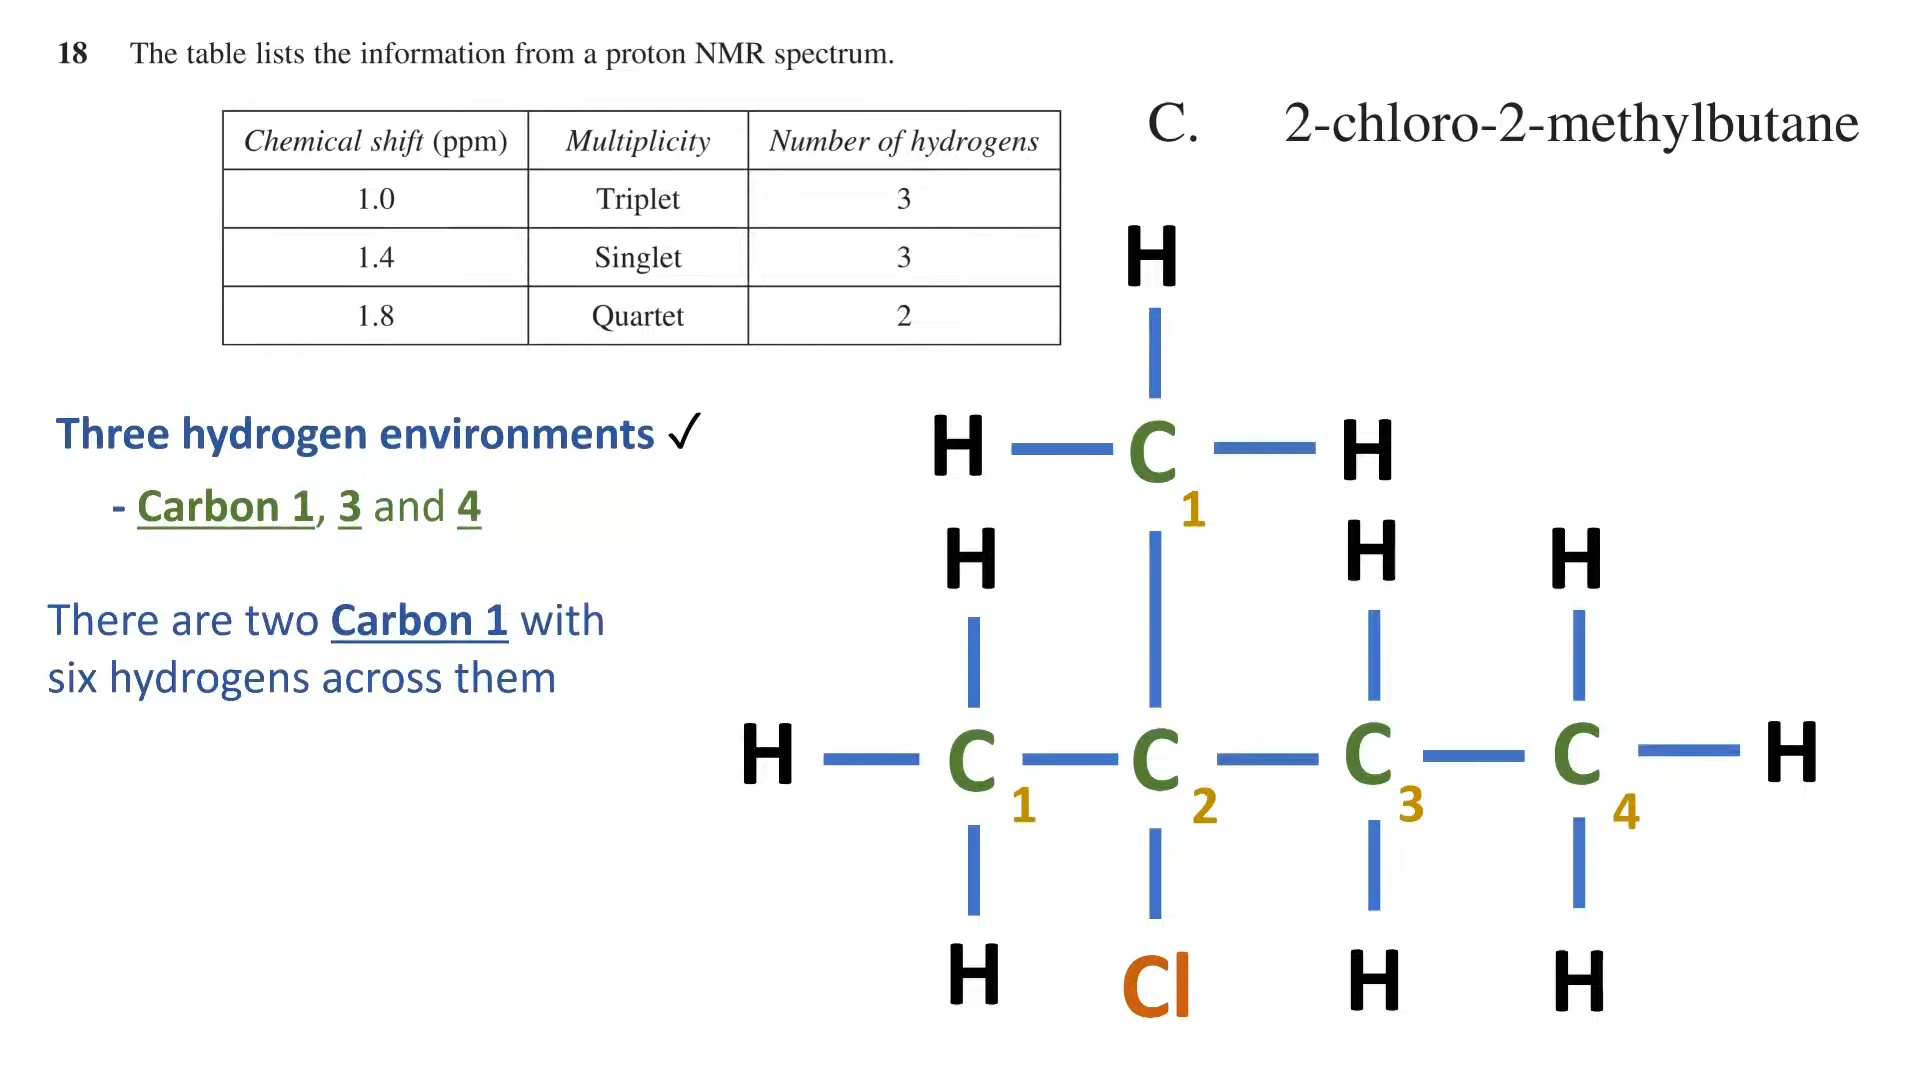 18 The table lists the information from a proton NMR spectrum.
Chemical shift (ppm) Multiplicity Number of hydrogens
1.0 Triplet 3
1.4 Singlet 3
1.8 Quartet 2
C. 2-chloro-2-methylbutane
Three hydrogen environments ✓
- Carbon 1, 3 and 4
There are two Carbon 1 with
six hydrogens across them
H
H C H
1
H H H
H C C C C H
1 2 3 4
H Cl H H